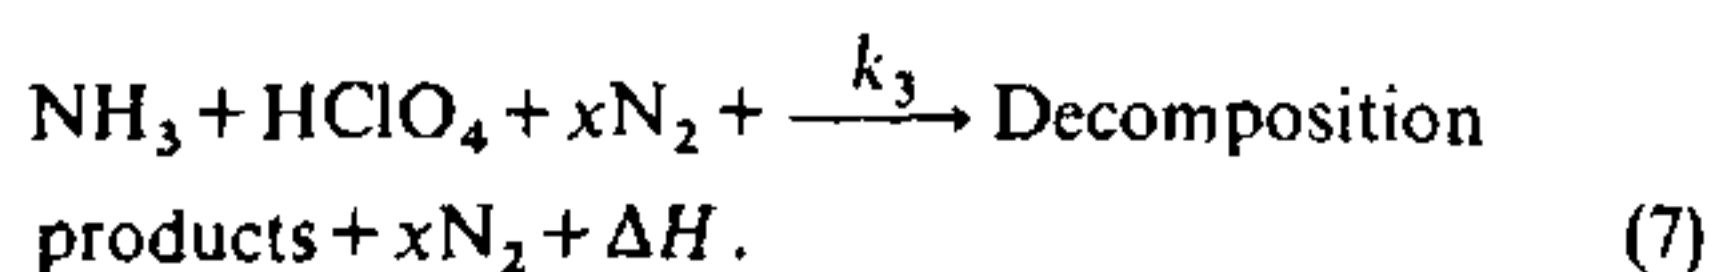 NH₃ + HClO₄ + xN₂ + —k₃→ Decomposition
products + xN₂ + ΔH. (7)